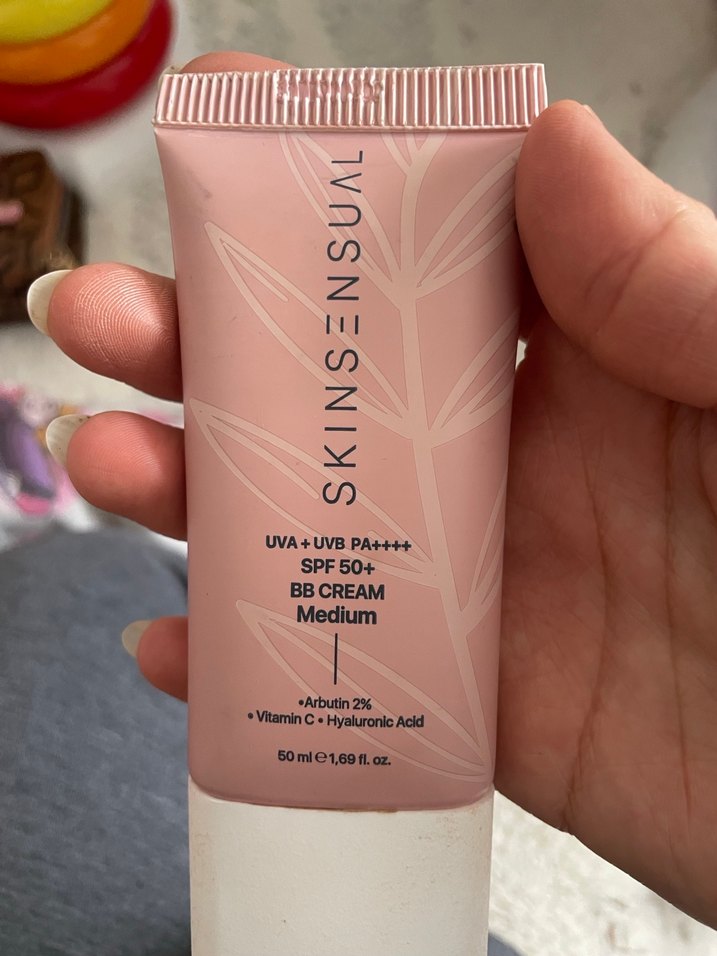 SKINSENSUAL
UVA + UVB PA++++
SPF 50+
BB CREAM
Medium
•Arbutin 2%
• Vitamin C • Hyaluronic Acid
50 ml ℮ 1,69 fl. oz.